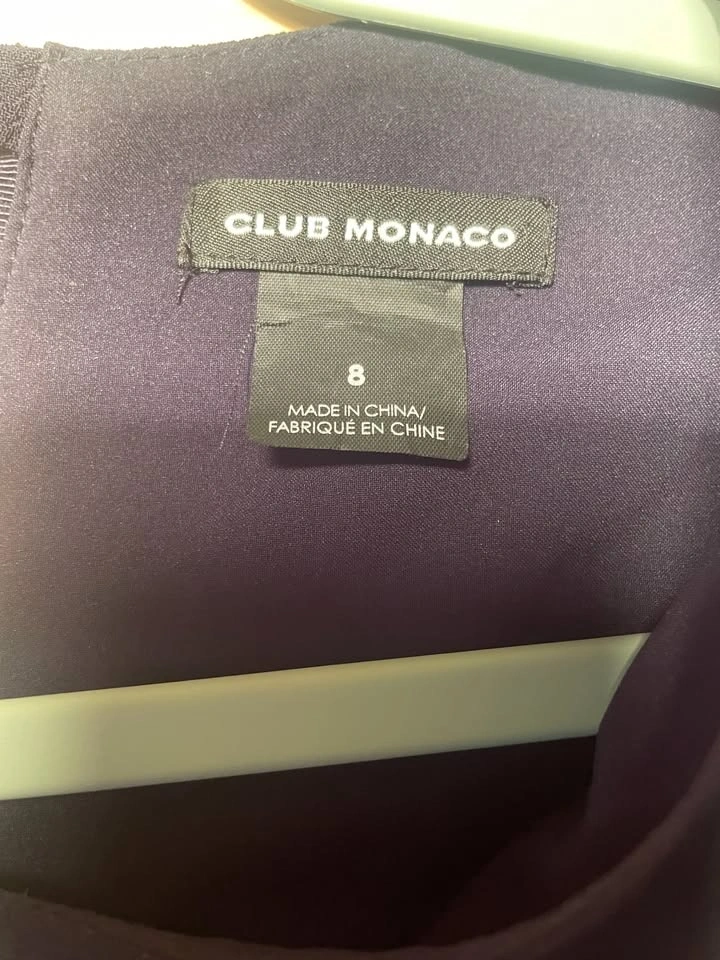 CLUB MONACO
8
MADE IN CHINA/
FABRIQUÉ EN CHINE